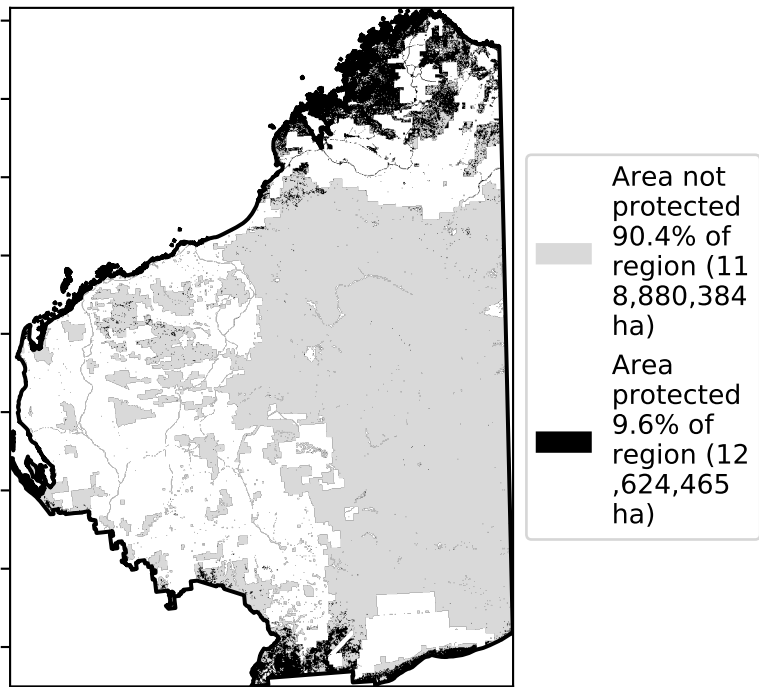 Area not
protected
90.4% of
region (11
8,880,384
ha)
Area
protected
9.6% of
region (12
,624,465
ha)